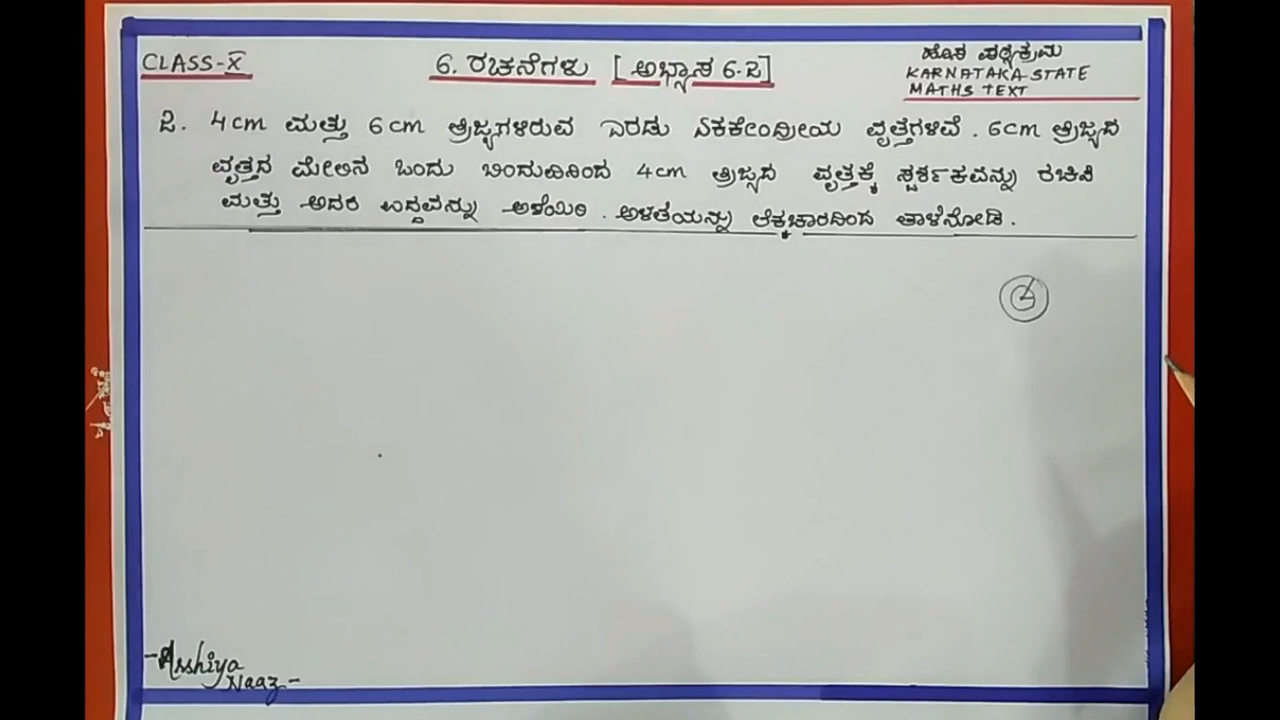 CLASS-X
6. ರಚನೆಗಳು [ ಅಭ್ಯಾಸ 6.2]
ಹೊಸ ಪಠ್ಯಕ್ರಮ
KARNATAKA STATE
MATHS TEXT
2. 4cm ಮತ್ತು 6cm ತ್ರಿಜ್ಯಗಳಿರುವ ಎರಡು ಏಕಕೇಂದ್ರೀಯ ವೃತ್ತಗಳಿವೆ. 6cm ತ್ರಿಜ್ಯದ
ವೃತ್ತದ ಮೇಲಿನ ಒಂದು ಬಿಂದುವಿನಿಂದ 4cm ತ್ರಿಜ್ಯದ ವೃತ್ತಕ್ಕೆ ಸ್ಪರ್ಶಕವನ್ನು ರಚಿಸಿ
ಮತ್ತು ಅದರ ಉದ್ದವನ್ನು ಅಳೆಯಿರಿ. ಅಳತೆಯನ್ನು ಲೆಕ್ಕಚಾರದಿಂದ ತಾಳೆನೋಡಿ.
-Asshiya
Naaz-